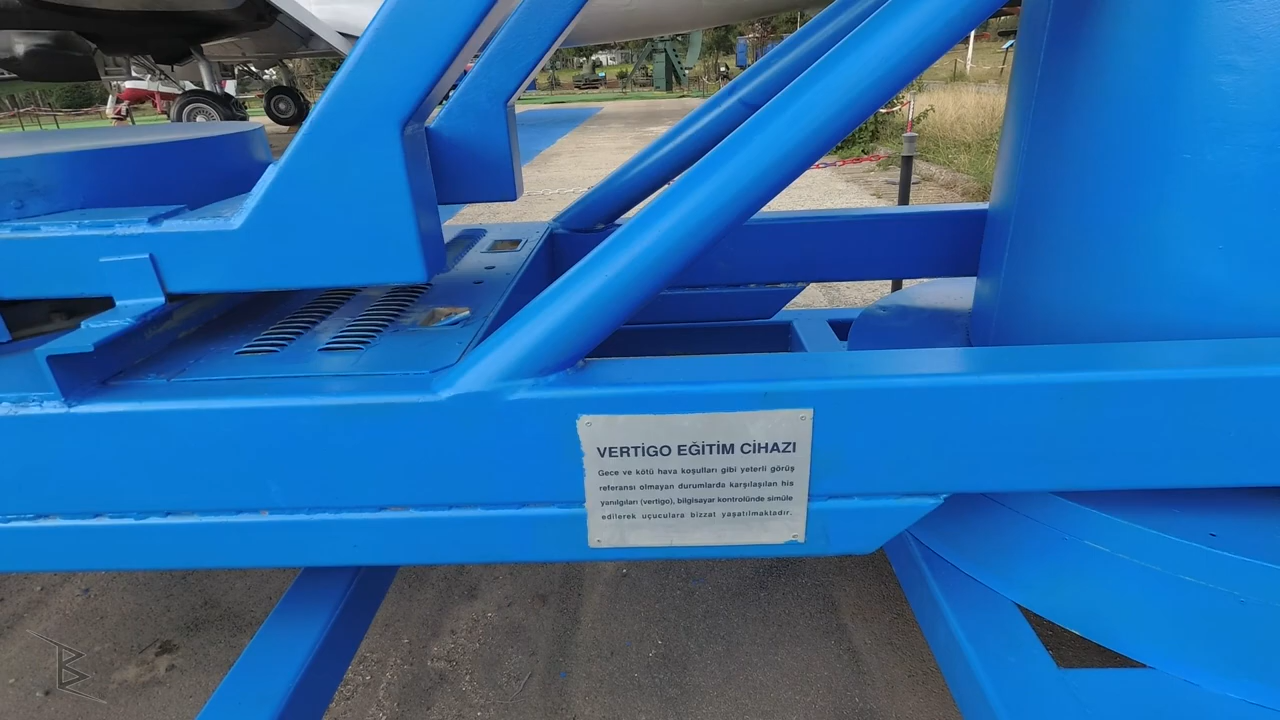 VERTİGO EĞİTİM CİHAZI
Gece ve kötü hava koşulları gibi yeterli görüş
referansı olmayan durumlarda karşılaşılan his
yanılgıları (vertigo), bilgisayar kontrolünde simüle
edilerek uçuculara bizzat yaşatılmaktadır.